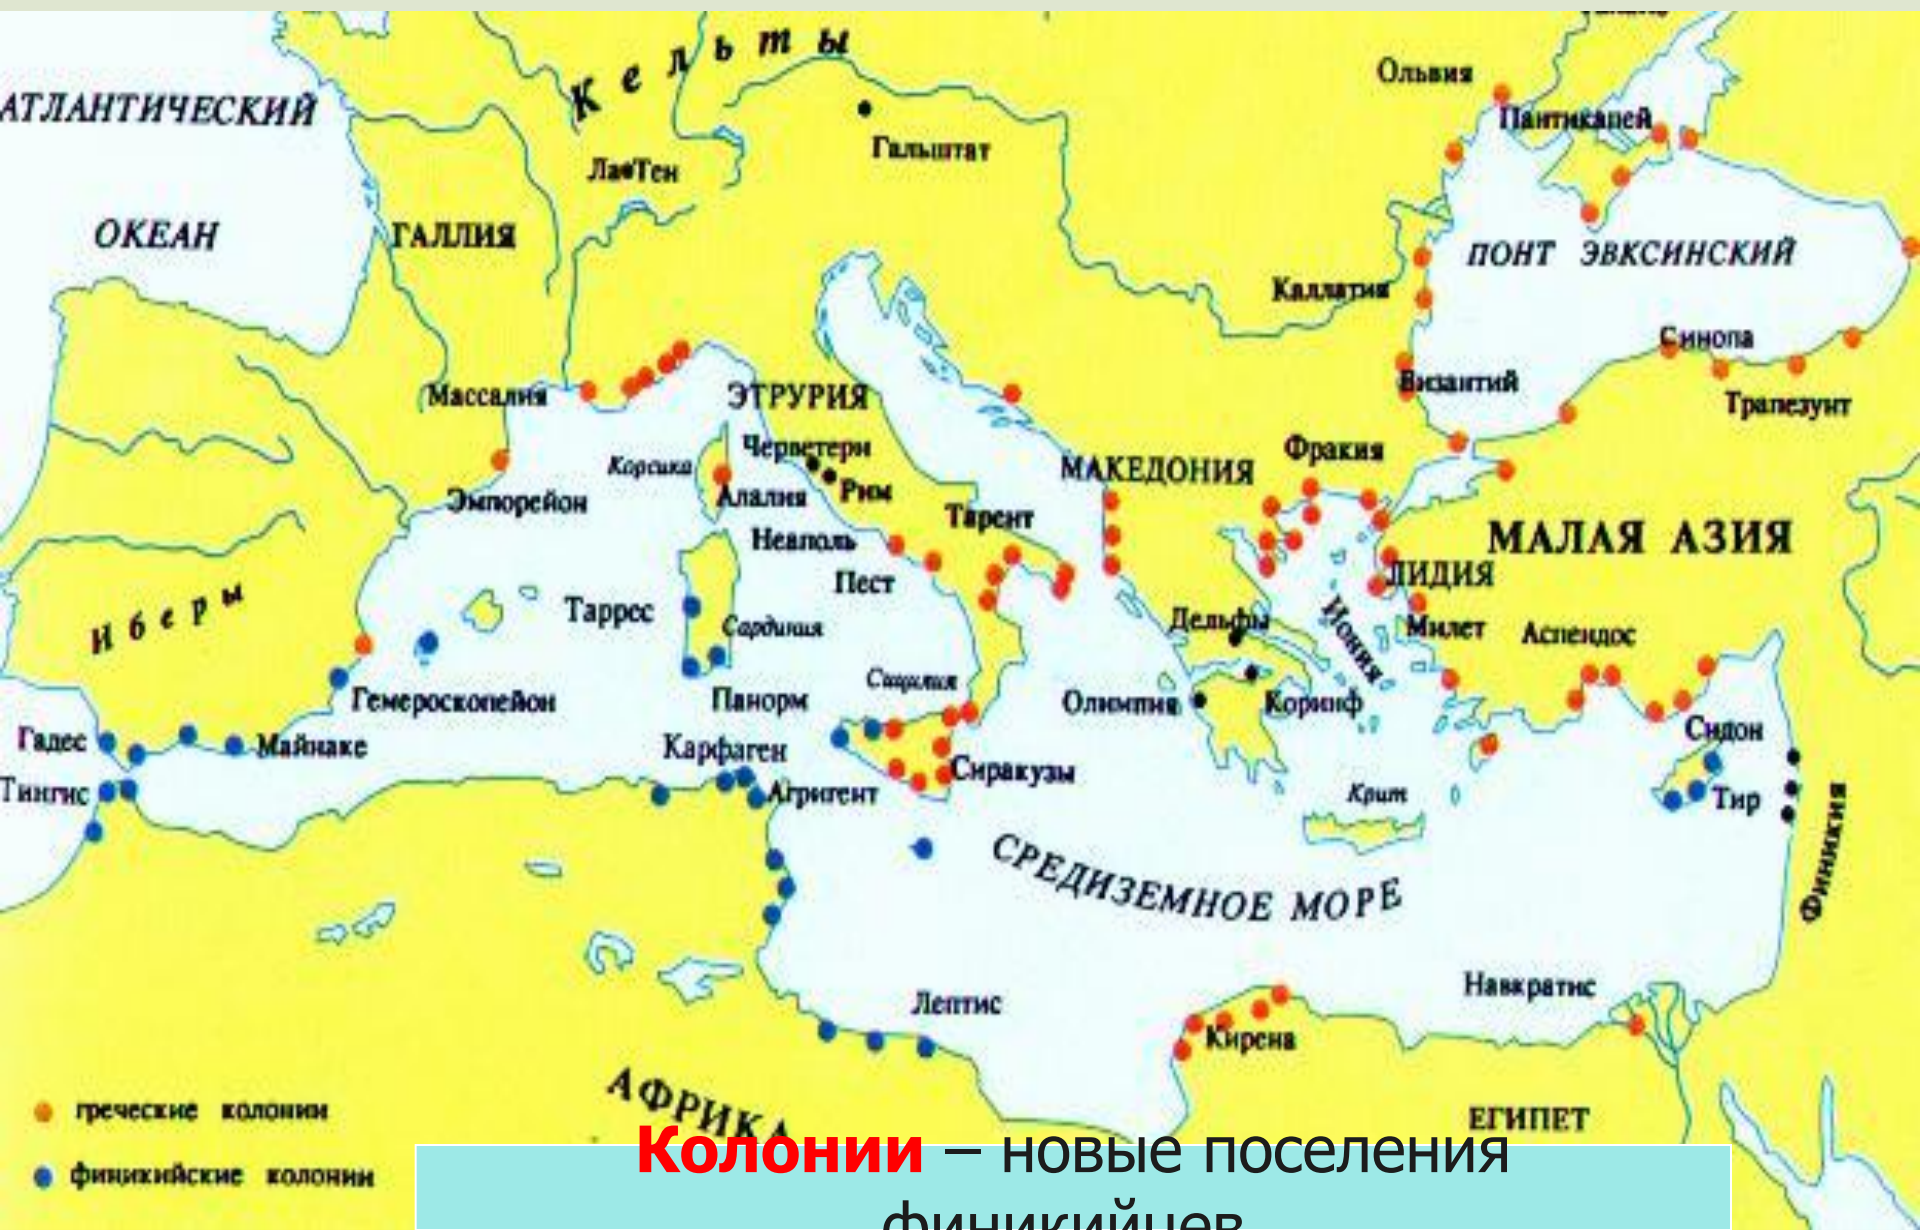 Кельты
Ольвия
АТЛАНТИЧЕСКИЙ
Пантикапей
Гальштат
Ла-Тен
ОКЕАН
ГАЛЛИЯ
ПОНТ ЭВКСИНСКИЙ
Каллатия
Синопа
Массалия
ЭТРУРИЯ
Византий
Трапезунт
Черветери
Фракия
Корсика
МАКЕДОНИЯ
Рим
Эмпорейон
Алалия
Тарент
Неаполь
МАЛАЯ АЗИЯ
Пест
ЛИДИЯ
Иберы
Таррес
Сардиния
Дельфы
Иония
Милет
Аспендос
Сицилия
Гемероскопейон
Панорм
Олимпия
Коринф
Сидон
Гадес
Майнаке
Карфаген
Сиракузы
Тингис
Агригент
Крит
Тир
Финикия
СРЕДИЗЕМНОЕ МОРЕ
Навкратис
Лептис
Кирена
АФРИКА
греческие колонии
ЕГИПЕТ
финикийские колонии
Колонии – новые поселения
финикийцев